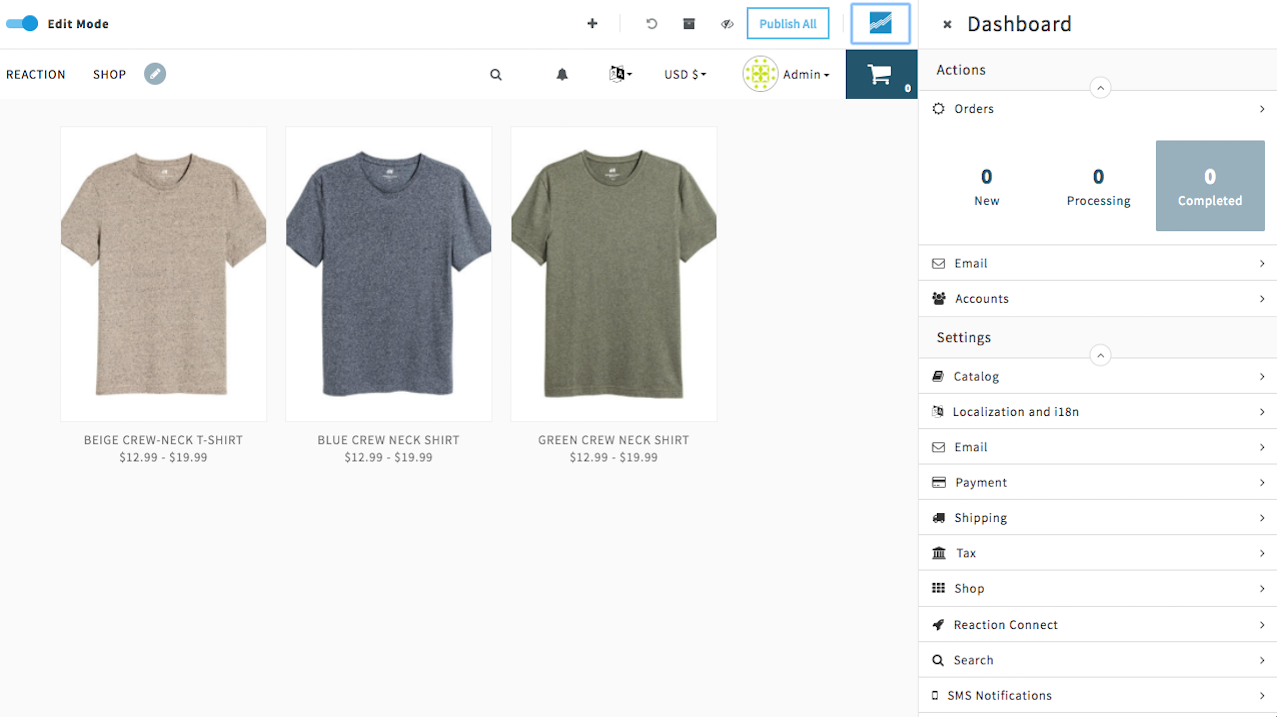 Edit Mode
Publish All
REACTION SHOP
USD $
Admin
0
BEIGE CREW-NECK T-SHIRT
$12.99 - $19.99
BLUE CREW NECK SHIRT
$12.99 - $19.99
GREEN CREW NECK SHIRT
$12.99 - $19.99
Dashboard
Actions
Orders
0
New
0
Processing
0
Completed
Email
Accounts
Settings
Catalog
Localization and i18n
Email
Payment
Shipping
Tax
Shop
Reaction Connect
Search
SMS Notifications